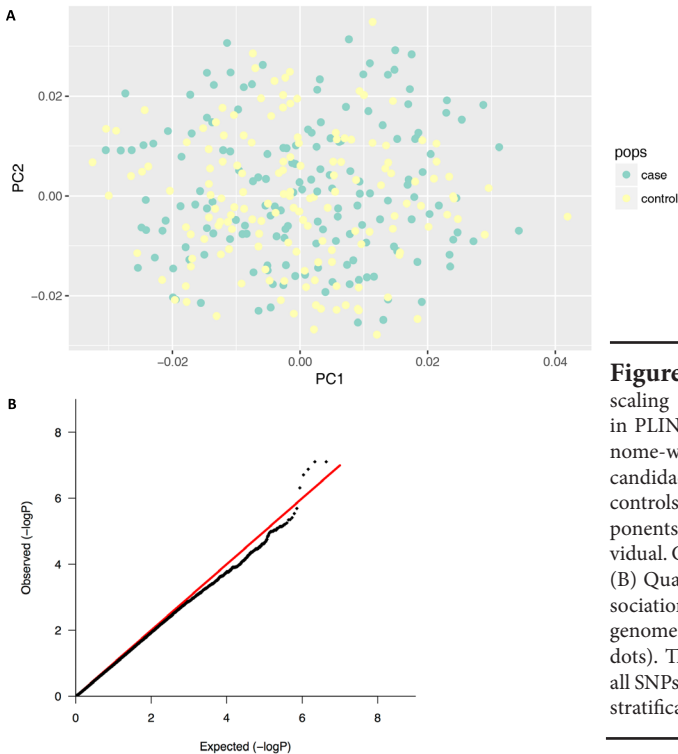 A
0.02
0.00
−0.02
−0.02
0.00
0.02
0.04
PC2
PC1
pops
case
control
B
8
6
4
2
0
0
2
4
6
8
Observed (−logP)
Expected (−logP)
Figure
scaling
in PLIN
nome-w
candida
controls
ponents
vidual. C
(B) Qua
sociation
genome
dots). T
all SNPs
stratifica